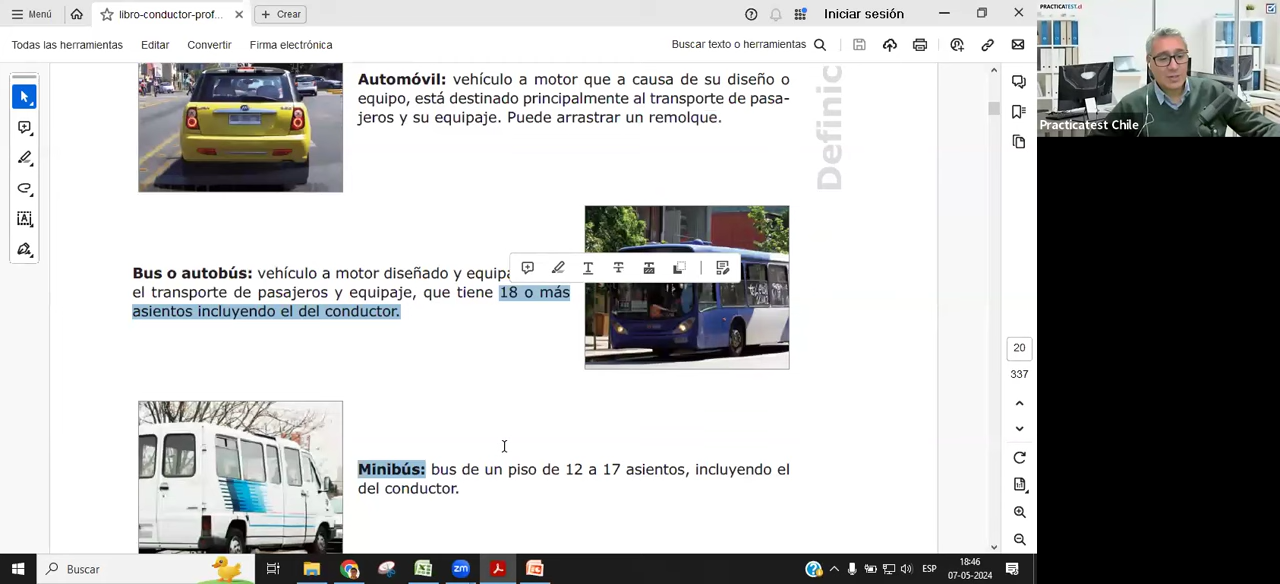 Menú
libro-conductor-prof...
Crear
Iniciar sesión
Todas las herramientas
Editar
Convertir
Firma electrónica
Buscar texto o herramientas
PRACTICATEST.cl
Practicatest Chile
Automóvil: vehículo a motor que a causa de su diseño o
equipo, está destinado principalmente al transporte de pasa-
jeros y su equipaje. Puede arrastrar un remolque.
Definic
Bus o autobús: vehículo a motor diseñado y equipa
el transporte de pasajeros y equipaje, que tiene 18 o más
asientos incluyendo el del conductor.
Minibús: bus de un piso de 12 a 17 asientos, incluyendo el
del conductor.
20
337
Buscar
ESP
18:46
07-05-2024